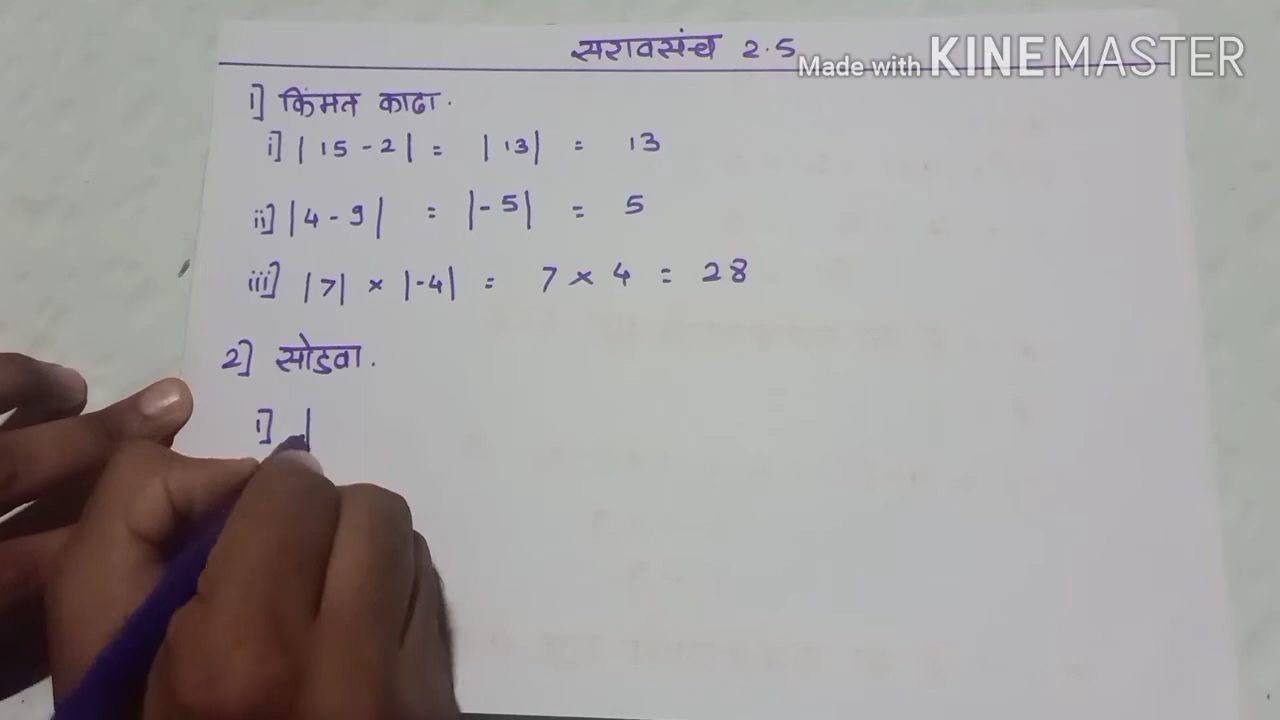 सरावसंच 2.5
Made with KINEMASTER
1] किंमत काढा.
i] | 15 - 2 | = | 13 | = 13
ii] | 4 - 9 | = | - 5 | = 5
iii] | 7 | × | -4 | = 7 × 4 = 28
2] सोडवा.
i] |